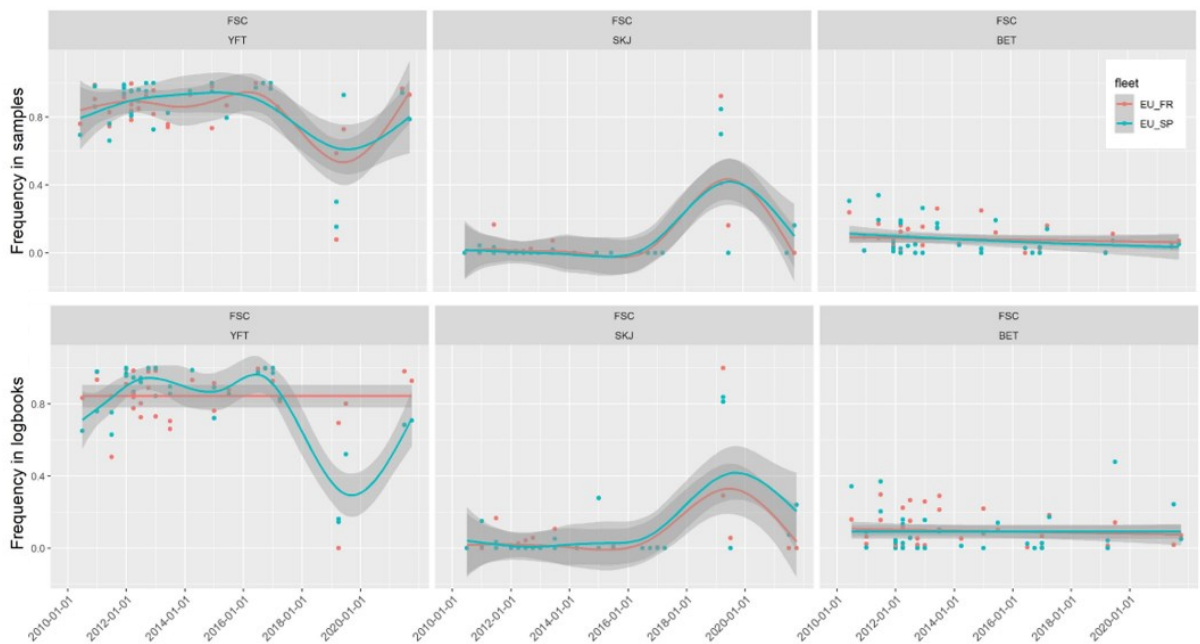 FSC
YFT
FSC
SKJ
FSC
BET
Frequency in samples
0.8
0.4
0.0
fleet
EU_FR
EU_SP
FSC
YFT
FSC
SKJ
FSC
BET
Frequency in logbooks
0.8
0.4
0.0
2010-01-01
2012-01-01
2014-01-01
2016-01-01
2018-01-01
2020-01-01
2010-01-01
2012-01-01
2014-01-01
2016-01-01
2018-01-01
2020-01-01
2010-01-01
2012-01-01
2014-01-01
2016-01-01
2018-01-01
2020-01-01